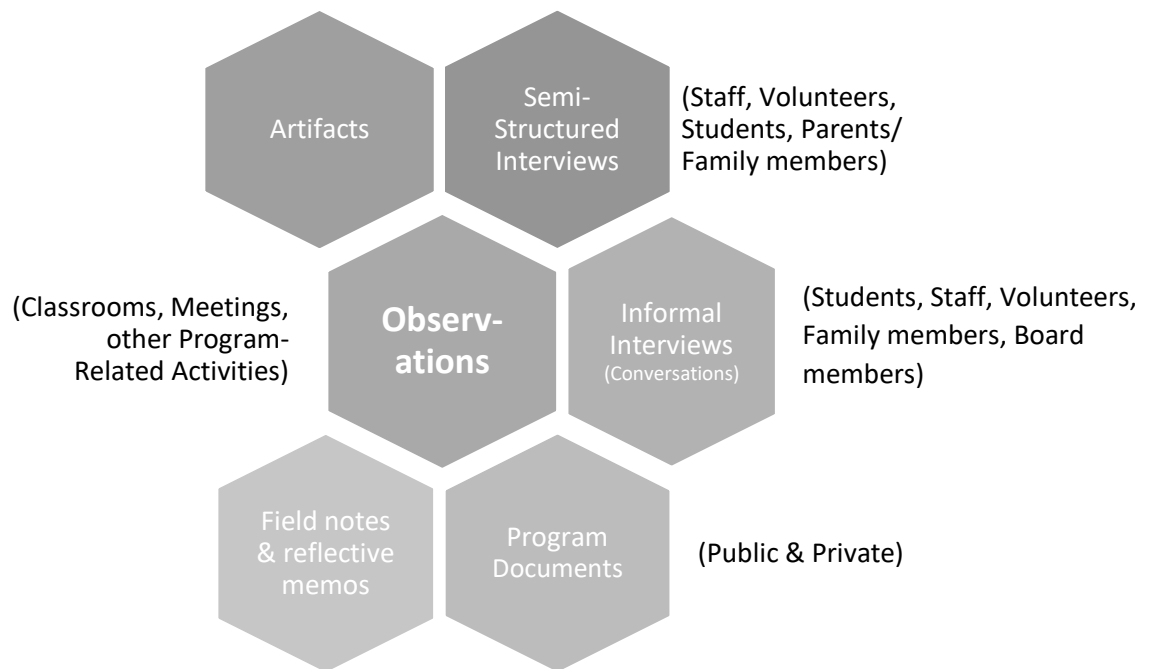 Artifacts
Semi-
Structured
Interviews
(Staff, Volunteers,
Students, Parents/
Family members)
(Classrooms, Meetings,
other Program-
Related Activities)
Observ-
ations
Informal
Interviews
(Conversations)
(Students, Staff, Volunteers,
Family members, Board
members)
Field notes
& reflective
memos
Program
Documents
(Public & Private)